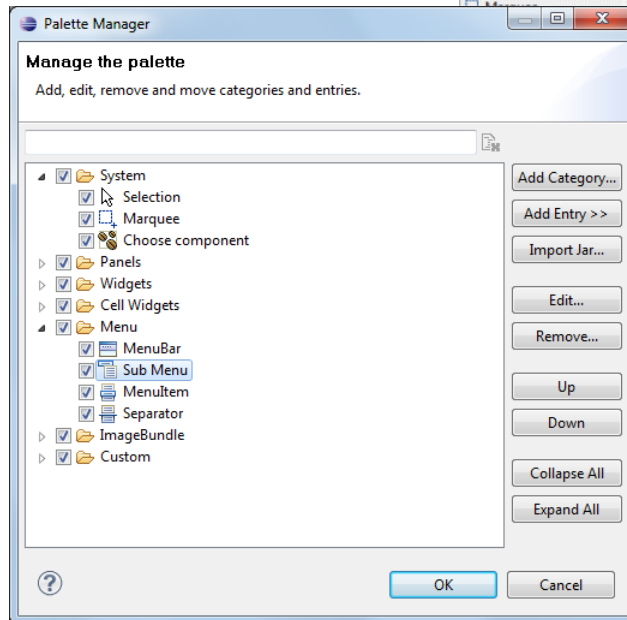 Marquee
Palette Manager
Manage the palette
Add, edit, remove and move categories and entries.
System
Selection
Marquee
Choose component
Panels
Widgets
Cell Widgets
Menu
MenuBar
Sub Menu
MenuItem
Separator
ImageBundle
Custom
Add Category...
Add Entry >>
Import Jar...
Edit...
Remove...
Up
Down
Collapse All
Expand All
?
OK
Cancel